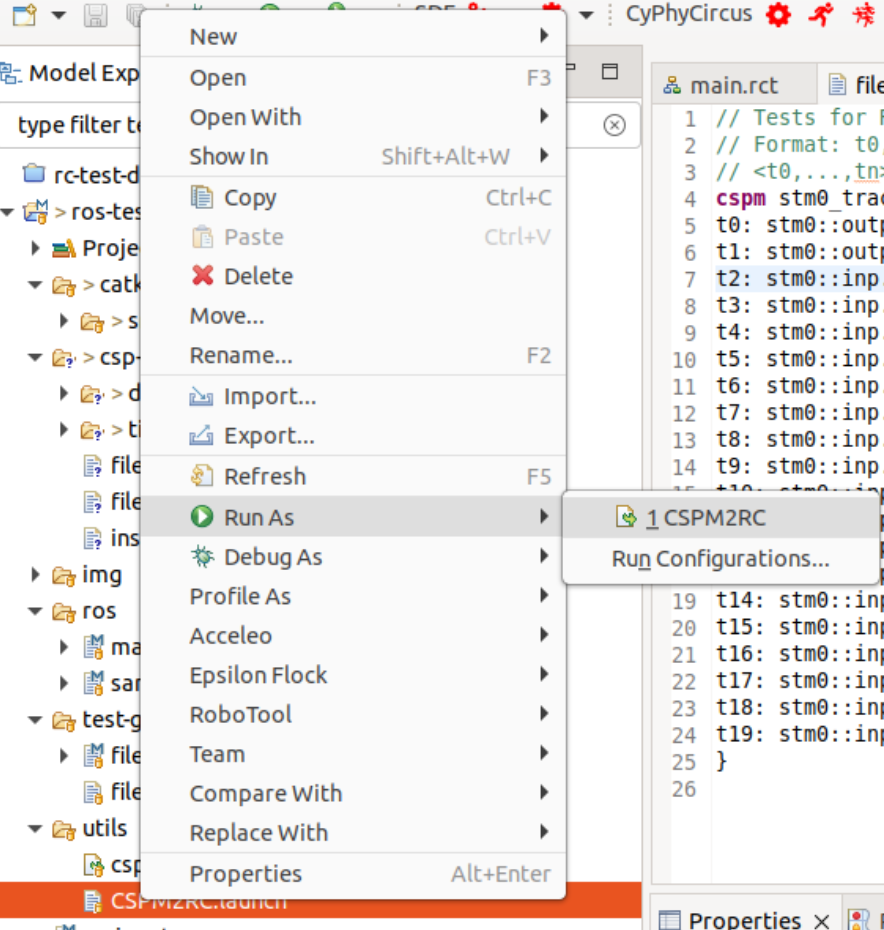 CyPhyCircus
Model Exp
type filter te
rc-test-d
> ros-tes
Proje
> catk
> s
> csp-
> d
> ti
file
file
ins
img
ros
ma
sar
test-g
file
file
utils
csp
CSPM2RC.launch
New
Open F3
Open With
Show In Shift+Alt+W
Copy Ctrl+C
Paste Ctrl+V
Delete
Move...
Rename... F2
Import...
Export...
Refresh F5
Run As
Debug As
Profile As
Acceleo
Epsilon Flock
RoboTool
Team
Compare With
Replace With
Properties Alt+Enter
1 CSPM2RC
Run Configurations...
main.rct file
1 // Tests for
2 // Format: t0,
3 // <t0,...,tn>
4 cspm stm0_trac
5 t0: stm0::outp
6 t1: stm0::outp
7 t2: stm0::inp.
8 t3: stm0::inp.
9 t4: stm0::inp.
10 t5: stm0::inp.
11 t6: stm0::inp.
12 t7: stm0::inp.
13 t8: stm0::inp.
14 t9: stm0::inp.
19 t14: stm0::inp
20 t15: stm0::inp
21 t16: stm0::inp
22 t17: stm0::inp
23 t18: stm0::inp
24 t19: stm0::inp
25 }
26
Properties